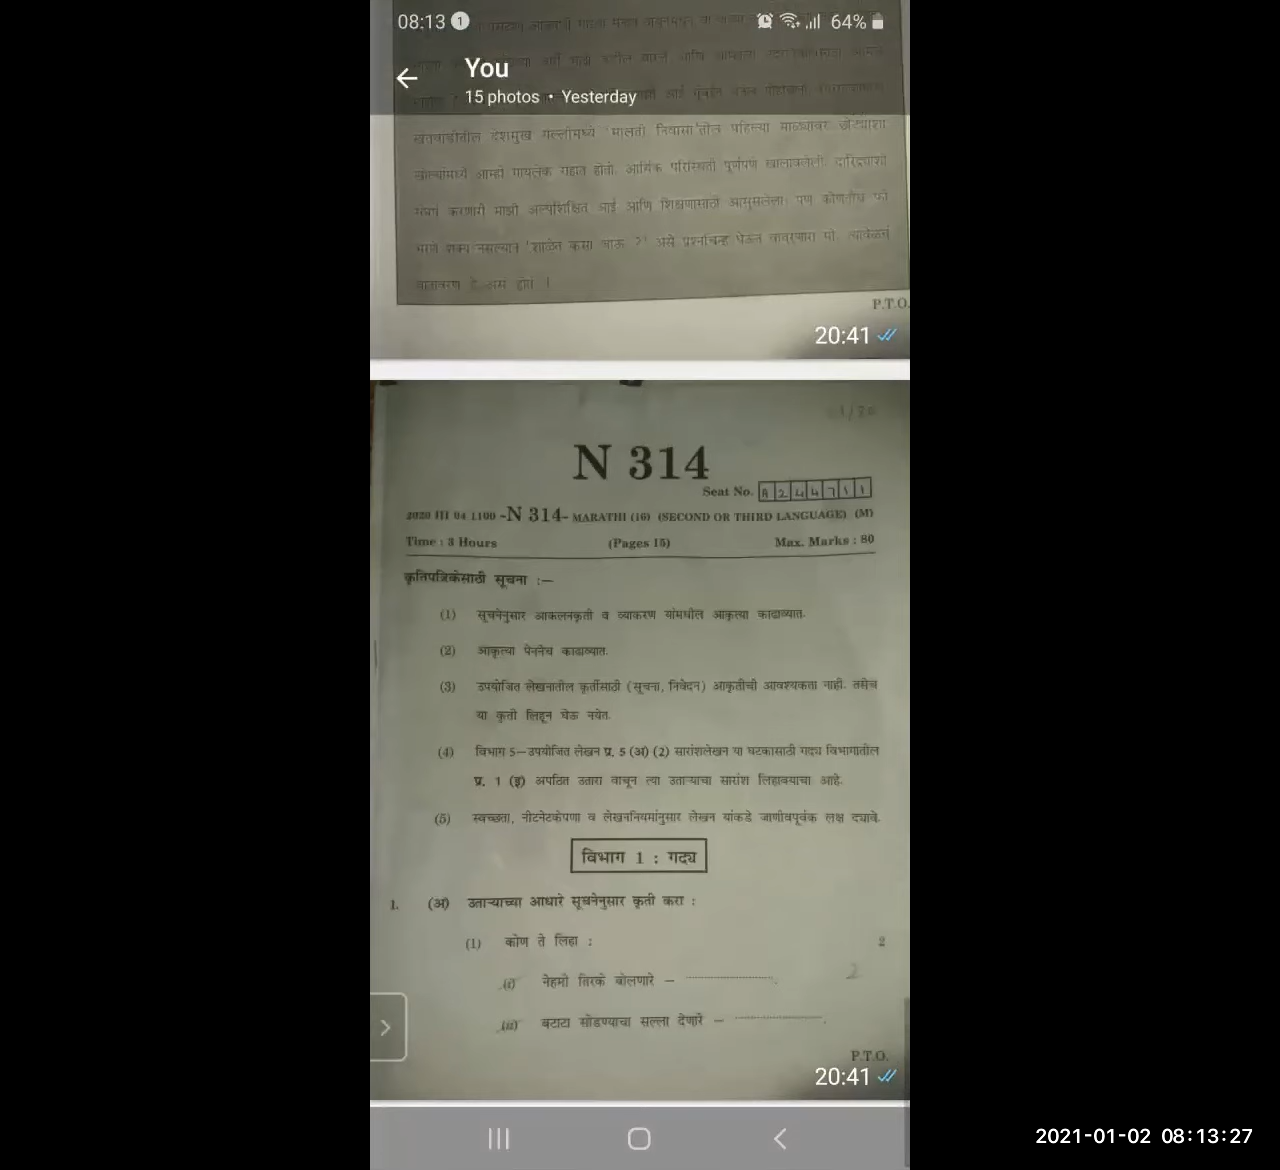 08:13 1 64%
You
15 photos • Yesterday
खेतवाडीतील देशमुख गल्लीमध्ये 'मालती निवासा'तील पहिल्या माळ्यावर
खोल्यांमध्ये आम्ही मायलेक राहात होतो. आर्थिक परिस्थिती पूर्णपणे खालावलेली. दारिद्र्याशी
संघर्ष करणारी माझी अल्पशिक्षित आई आणि शिक्षणासाठी आसुसलेला; पण कोणतीच फी
भरणे शक्य नसल्याने 'शाळेत कसा जाऊ ?' असे प्रश्नचिन्ह घेऊन वावरणारा मी. त्यावेळचं
वातावरण हे असं होतं !
P.T.O.
20:41
N 314
Seat No. A244711
2020 III 04 1100 -N 314- MARATHI (16) (SECOND OR THIRD LANGUAGE) (M)
Time : 3 Hours (Pages 15) Max. Marks : 80
कृतिपत्रिकेसाठी सूचना :—
(1) सूचनेनुसार आकलनकृती व व्याकरण यांमधील आकृत्या काढाव्यात.
(2) आकृत्या पेननेच काढाव्यात.
(3) उपयोजित लेखनातील कृतींसाठी (सूचना, निवेदन) आकृतीची आवश्यकता नाही. तसेच
या कृती लिहून घेऊ नयेत.
(4) विभाग 5—उपयोजित लेखन प्र. 5 (अ) (2) सारांशलेखन या घटकासाठी गद्य विभागातील
प्र. 1 (इ) अपठित उतारा वाचून त्या उताऱ्याचा सारांश लिहावयाचा आहे.
(5) स्वच्छता, नीटनेटकेपणा व लेखननियमांनुसार लेखन यांकडे जाणीवपूर्वक लक्ष द्यावे.
विभाग 1 : गद्य
1. (अ) उताऱ्याच्या आधारे सूचनेनुसार कृती करा :
(1) कोण ते लिहा : 2
(i) नेहमी तिरके बोलणारे – .................... . 2
(ii) बटाटा सोडण्याचा सल्ला देणारे – .................... .
P.T.O.
20:41
2021-01-02 08:13:27